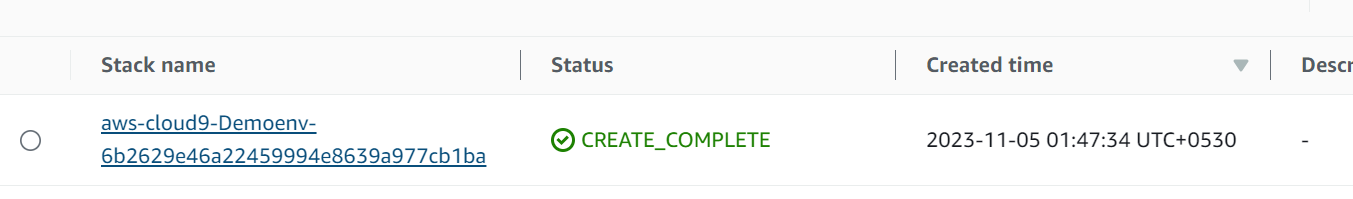 Stack name Status Created time Descr
aws-cloud9-Demoenv-
6b2629e46a22459994e8639a977cb1ba CREATE_COMPLETE 2023-11-05 01:47:34 UTC+0530 -